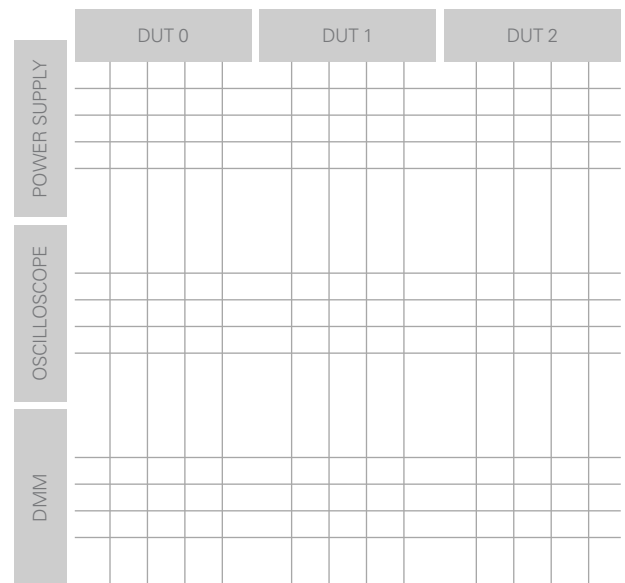 DUT 0
DUT 1
DUT 2
POWER SUPPLY
OSCILLOSCOPE
DMM